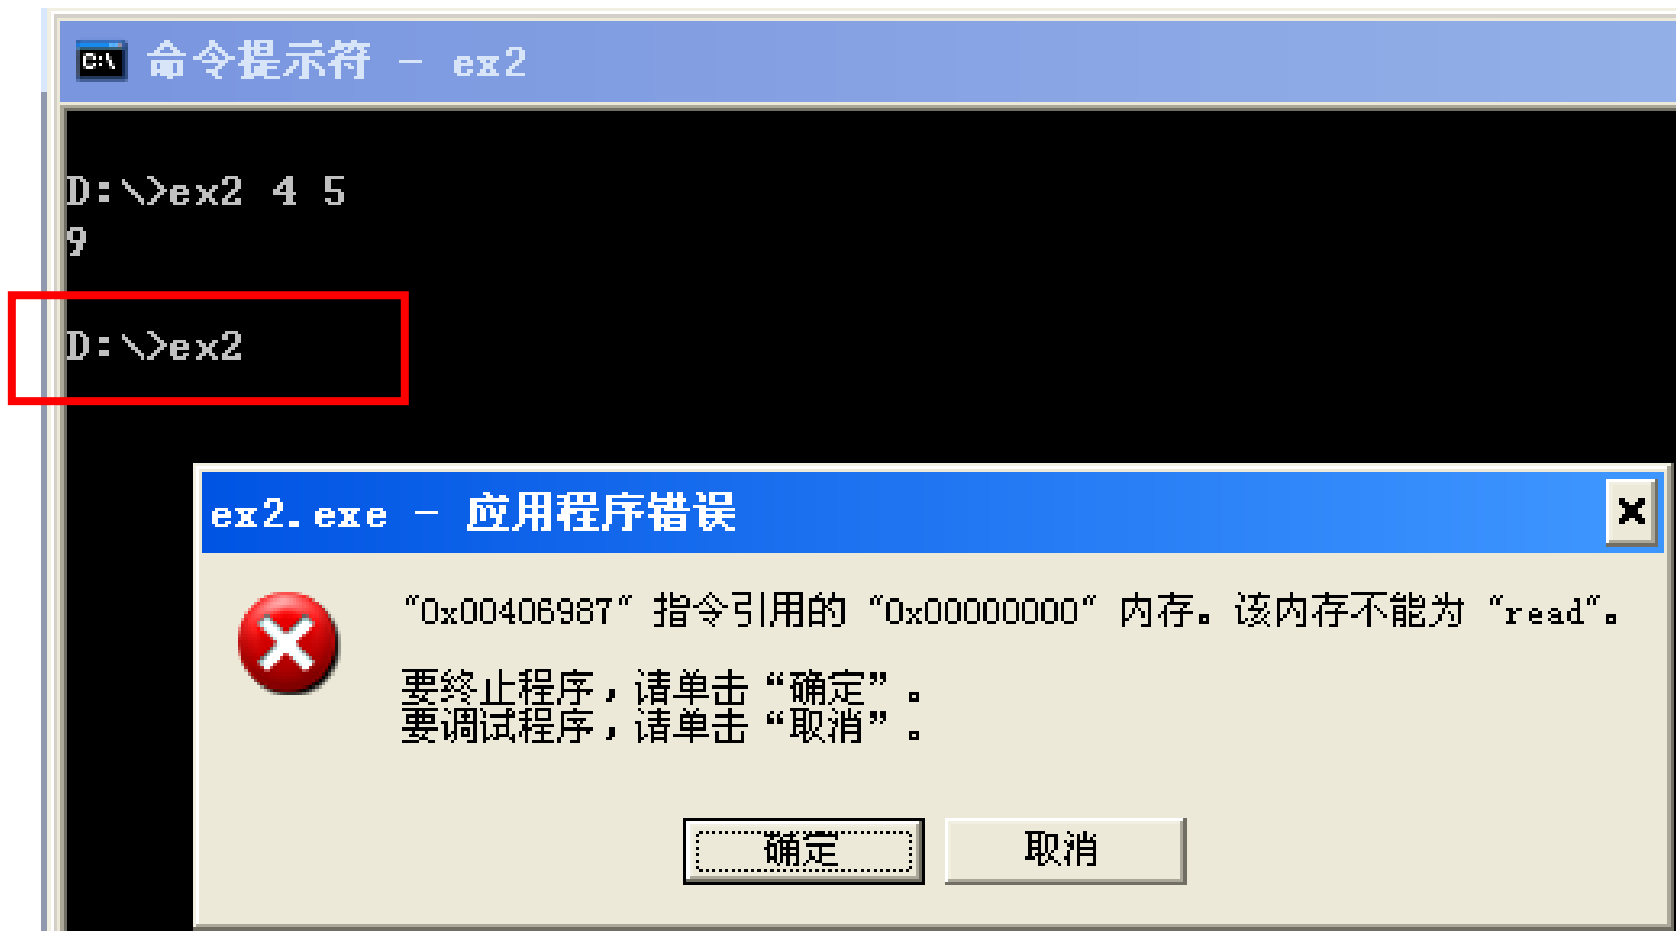 命令提示符 - ex2
D:\>ex2 4 5
9
D:\>ex2
ex2.exe - 应用程序错误
"0x00406987" 指令引用的 "0x00000000" 内存。该内存不能为 "read"。
要终止程序，请单击“确定”。
要调试程序，请单击“取消”。
确定 取消